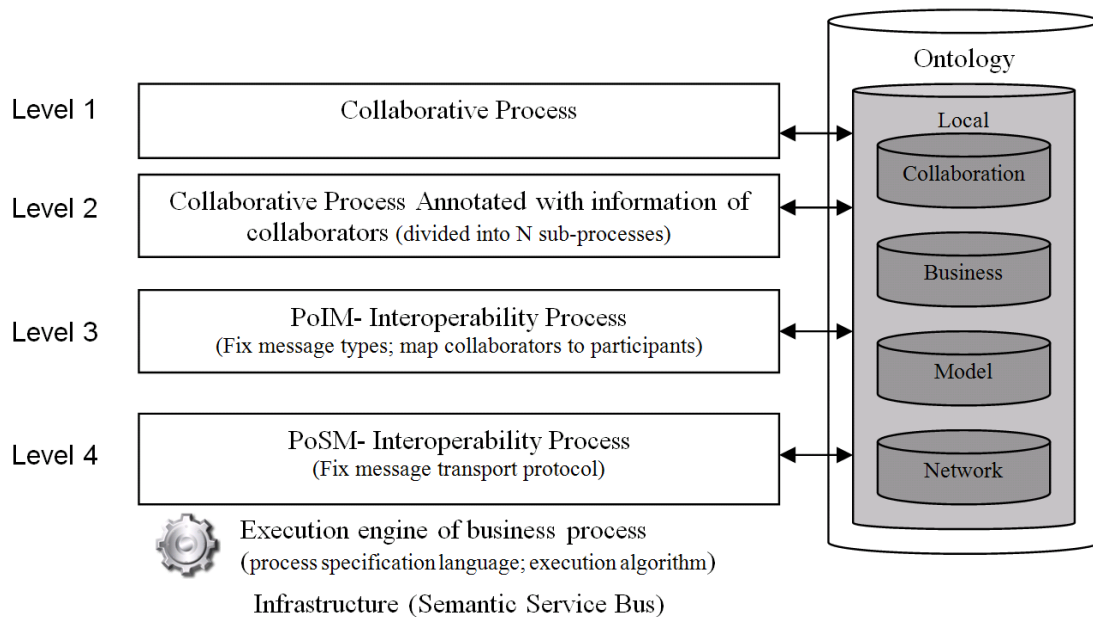 Ontology
Level 1
Collaborative Process
Local
Collaboration
Level 2
Collaborative Process Annotated with information of
collaborators (divided into N sub-processes)
Business
Level 3
PoIM- Interoperability Process
(Fix message types; map collaborators to participants)
Model
Level 4
PoSM- Interoperability Process
(Fix message transport protocol)
Network
Execution engine of business process
(process specification language; execution algorithm)
Infrastructure (Semantic Service Bus)